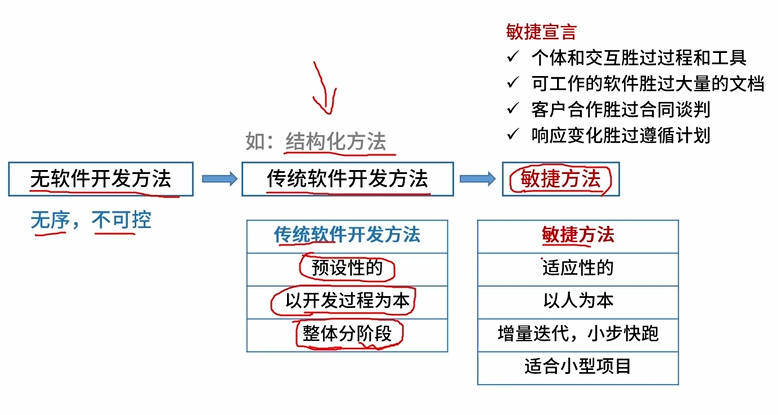 敏捷宣言
✓ 个体和交互胜过过程和工具
✓ 可工作的软件胜过大量的文档
✓ 客户合作胜过合同谈判
✓ 响应变化胜过遵循计划
如：结构化方法
无软件开发方法
传统软件开发方法
敏捷方法
无序，不可控
传统软件开发方法
预设性的
以开发过程为本
整体分阶段
敏捷方法
适应性的
以人为本
增量迭代，小步快跑
适合小型项目